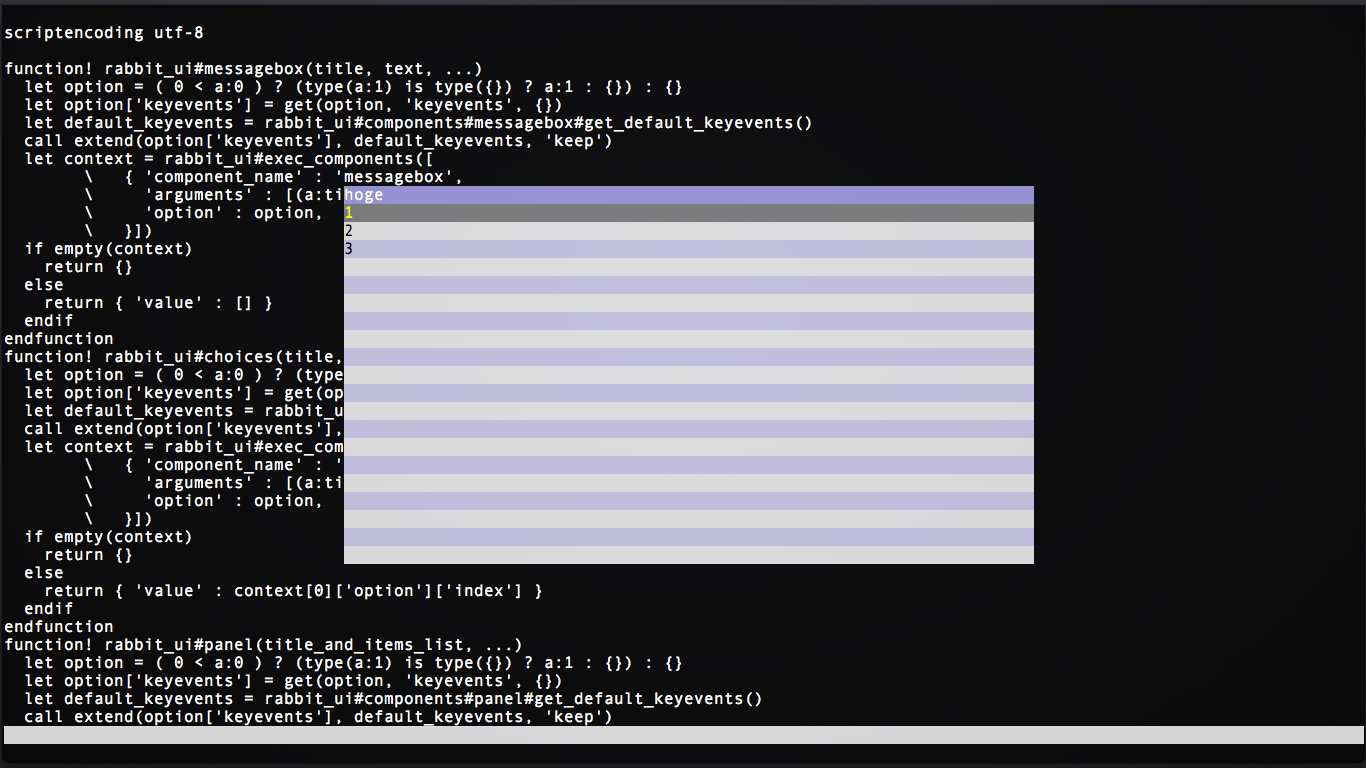 scriptencoding utf-8
function! rabbit_ui#messagebox(title, text, ...)
  let option = ( 0 < a:0 ) ? (type(a:1) is type({}) ? a:1 : {}) : {}
  let option['keyevents'] = get(option, 'keyevents', {})
  let default_keyevents = rabbit_ui#components#messagebox#get_default_keyevents()
  call extend(option['keyevents'], default_keyevents, 'keep')
  let context = rabbit_ui#exec_components([
        \   { 'component_name' : 'messagebox',
        \     'arguments' : [(a:ti
hoge
        \     'option' : option,
1
        \   }])
2
  if empty(context)
3
    return {}
  else
    return { 'value' : [] }
  endif
endfunction
function! rabbit_ui#choices(title,
  let option = ( 0 < a:0 ) ? (type
  let option['keyevents'] = get(op
  let default_keyevents = rabbit_u
  call extend(option['keyevents'],
  let context = rabbit_ui#exec_com
        \   { 'component_name' : '
        \     'arguments' : [(a:ti
        \     'option' : option,
        \   }])
  if empty(context)
    return {}
  else
    return { 'value' : context[0]['option']['index'] }
  endif
endfunction
function! rabbit_ui#panel(title_and_items_list, ...)
  let option = ( 0 < a:0 ) ? (type(a:1) is type({}) ? a:1 : {}) : {}
  let option['keyevents'] = get(option, 'keyevents', {})
  let default_keyevents = rabbit_ui#components#panel#get_default_keyevents()
  call extend(option['keyevents'], default_keyevents, 'keep')